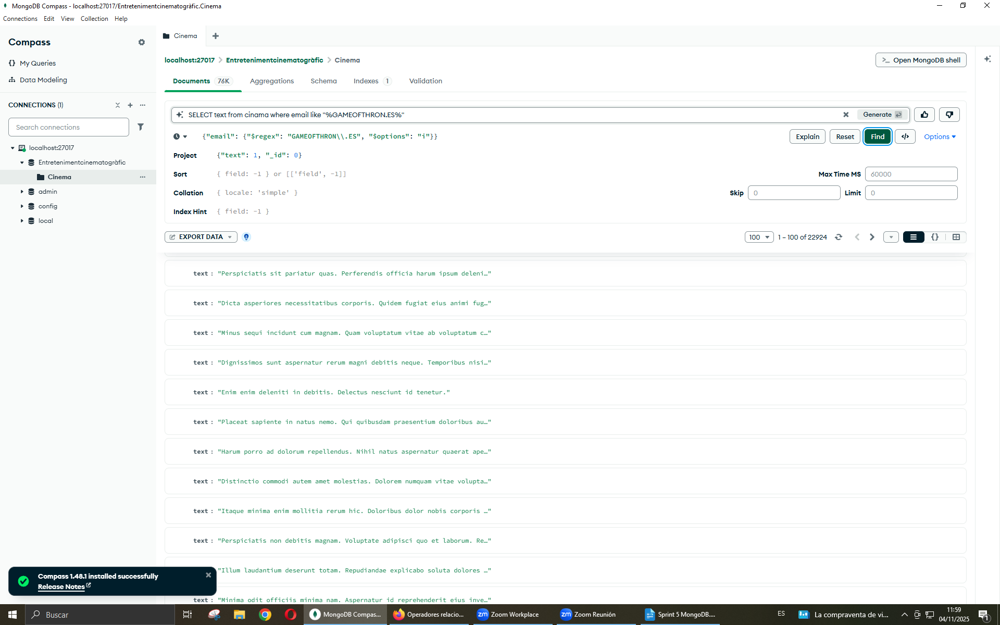 MongoDB Compass - localhost:27017/Entretenimentcinematogràfic.Cinema
Connections Edit View Collection Help
Compass
My Queries
Data Modeling
CONNECTIONS (1)
Search connections
localhost:27017
Entretenimentcinematogràfic
Cinema
admin
config
local
Cinema
localhost:27017 > Entretenimentcinematogràfic > Cinema
>_ Open MongoDB shell
Documents 76K Aggregations Schema Indexes 1 Validation
SELECT text from cinama where email like "%GAMEOFTHRON.ES%"
Generate
{"email": {"$regex": "GAMEOFTHRON\\.ES", "$options": "i"}}
Explain Reset Find </> Options
Project {"text": 1, "_id": 0}
Sort { field: -1 } or [['field', -1]]
Max Time MS 60000
Collation { locale: 'simple' }
Skip 0 Limit 0
Index Hint { field: -1 }
EXPORT DATA
100 1 – 100 of 22924 {}
text : "Perspiciatis sit pariatur quas. Perferendis officia harum ipsum deleni…"
text : "Dicta asperiores necessitatibus corporis. Quidem fugiat eius animi fug…"
text : "Minus sequi incidunt cum magnam. Quam voluptatum vitae ab voluptatum c…"
text : "Dignissimos sunt aspernatur rerum magni debitis neque. Temporibus nisi…"
text : "Enim enim deleniti in debitis. Delectus nesciunt id tenetur."
text : "Placeat sapiente in natus nemo. Qui quibusdam praesentium doloribus au…"
text : "Harum porro ad dolorum repellendus. Nihil natus aspernatur quaerat ape…"
text : "Distinctio commodi autem amet molestias. Dolorem numquam vitae volupta…"
text : "Itaque minima enim mollitia rerum hic. Doloribus dolor nobis corporis …"
text : "Perspiciatis non debitis magnam. Voluptate adipisci quo et laborum. Re…"
"Illum laudantium deserunt totam. Repudiandae explicabo soluta dolores …"
text : "Minima odit officiis minima nam. Aspernatur id reprehenderit eius inve…"
Compass 1.48.1 installed successfully
Release Notes
Buscar
MongoDB Compas...
Operadores relacio...
zm Zoom Workplace
zm Zoom Reunión
Sprint 5 MongoDB....
ES
La compraventa de vi...
11:59
04/11/2025
1